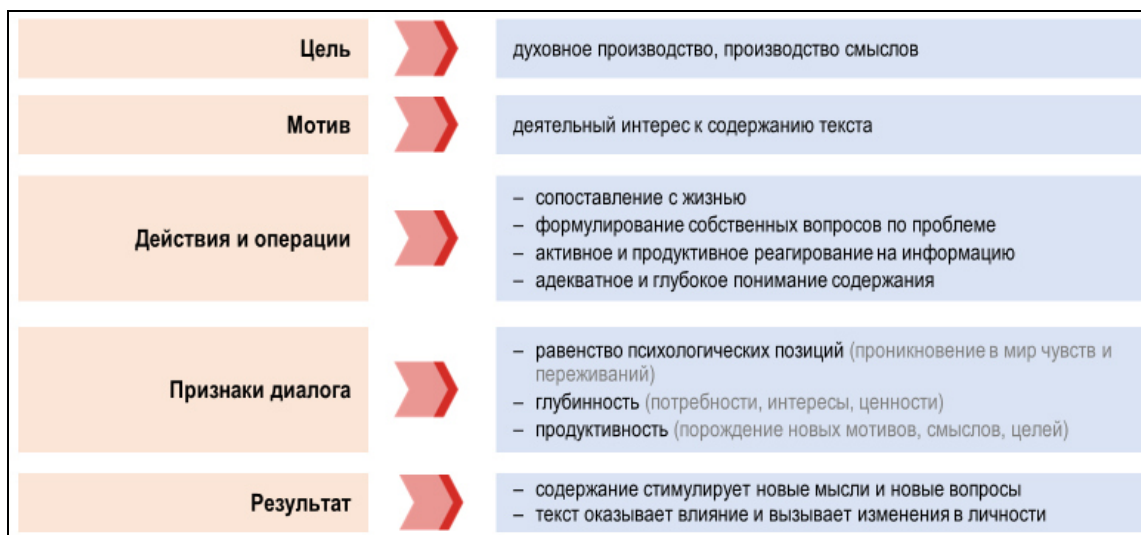 Цель
духовное производство, производство смыслов
Мотив
деятельный интерес к содержанию текста
Действия и операции
– сопоставление с жизнью
– формулирование собственных вопросов по проблеме
– активное и продуктивное реагирование на информацию
– адекватное и глубокое понимание содержания
Признаки диалога
– равенство психологических позиций (проникновение в мир чувств и
переживаний)
– глубинность (потребности, интересы, ценности)
– продуктивность (порождение новых мотивов, смыслов, целей)
Результат
– содержание стимулирует новые мысли и новые вопросы
– текст оказывает влияние и вызывает изменения в личности